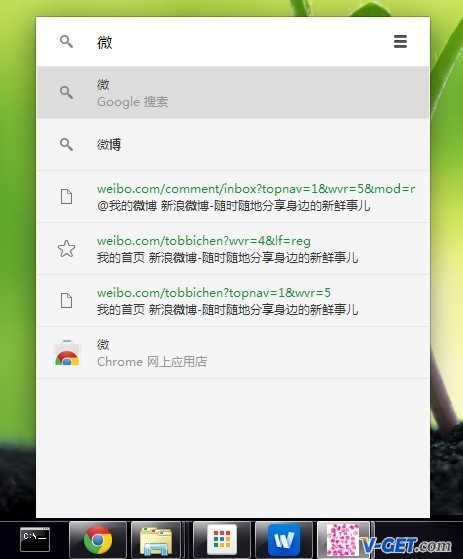 微
微
Google 搜索
微博
weibo.com/comment/inbox?topnav=1&wvr=5&mod=r
@我的微博 新浪微博-随时随地分享身边的新鲜事儿
weibo.com/tobbichen?wvr=4&lf=reg
我的首页 新浪微博-随时随地分享身边的新鲜事儿
weibo.com/tobbichen?topnav=1&wvr=5
我的首页 新浪微博-随时随地分享身边的新鲜事儿
微
Chrome 网上应用店
C:\_
W
V-GET.com